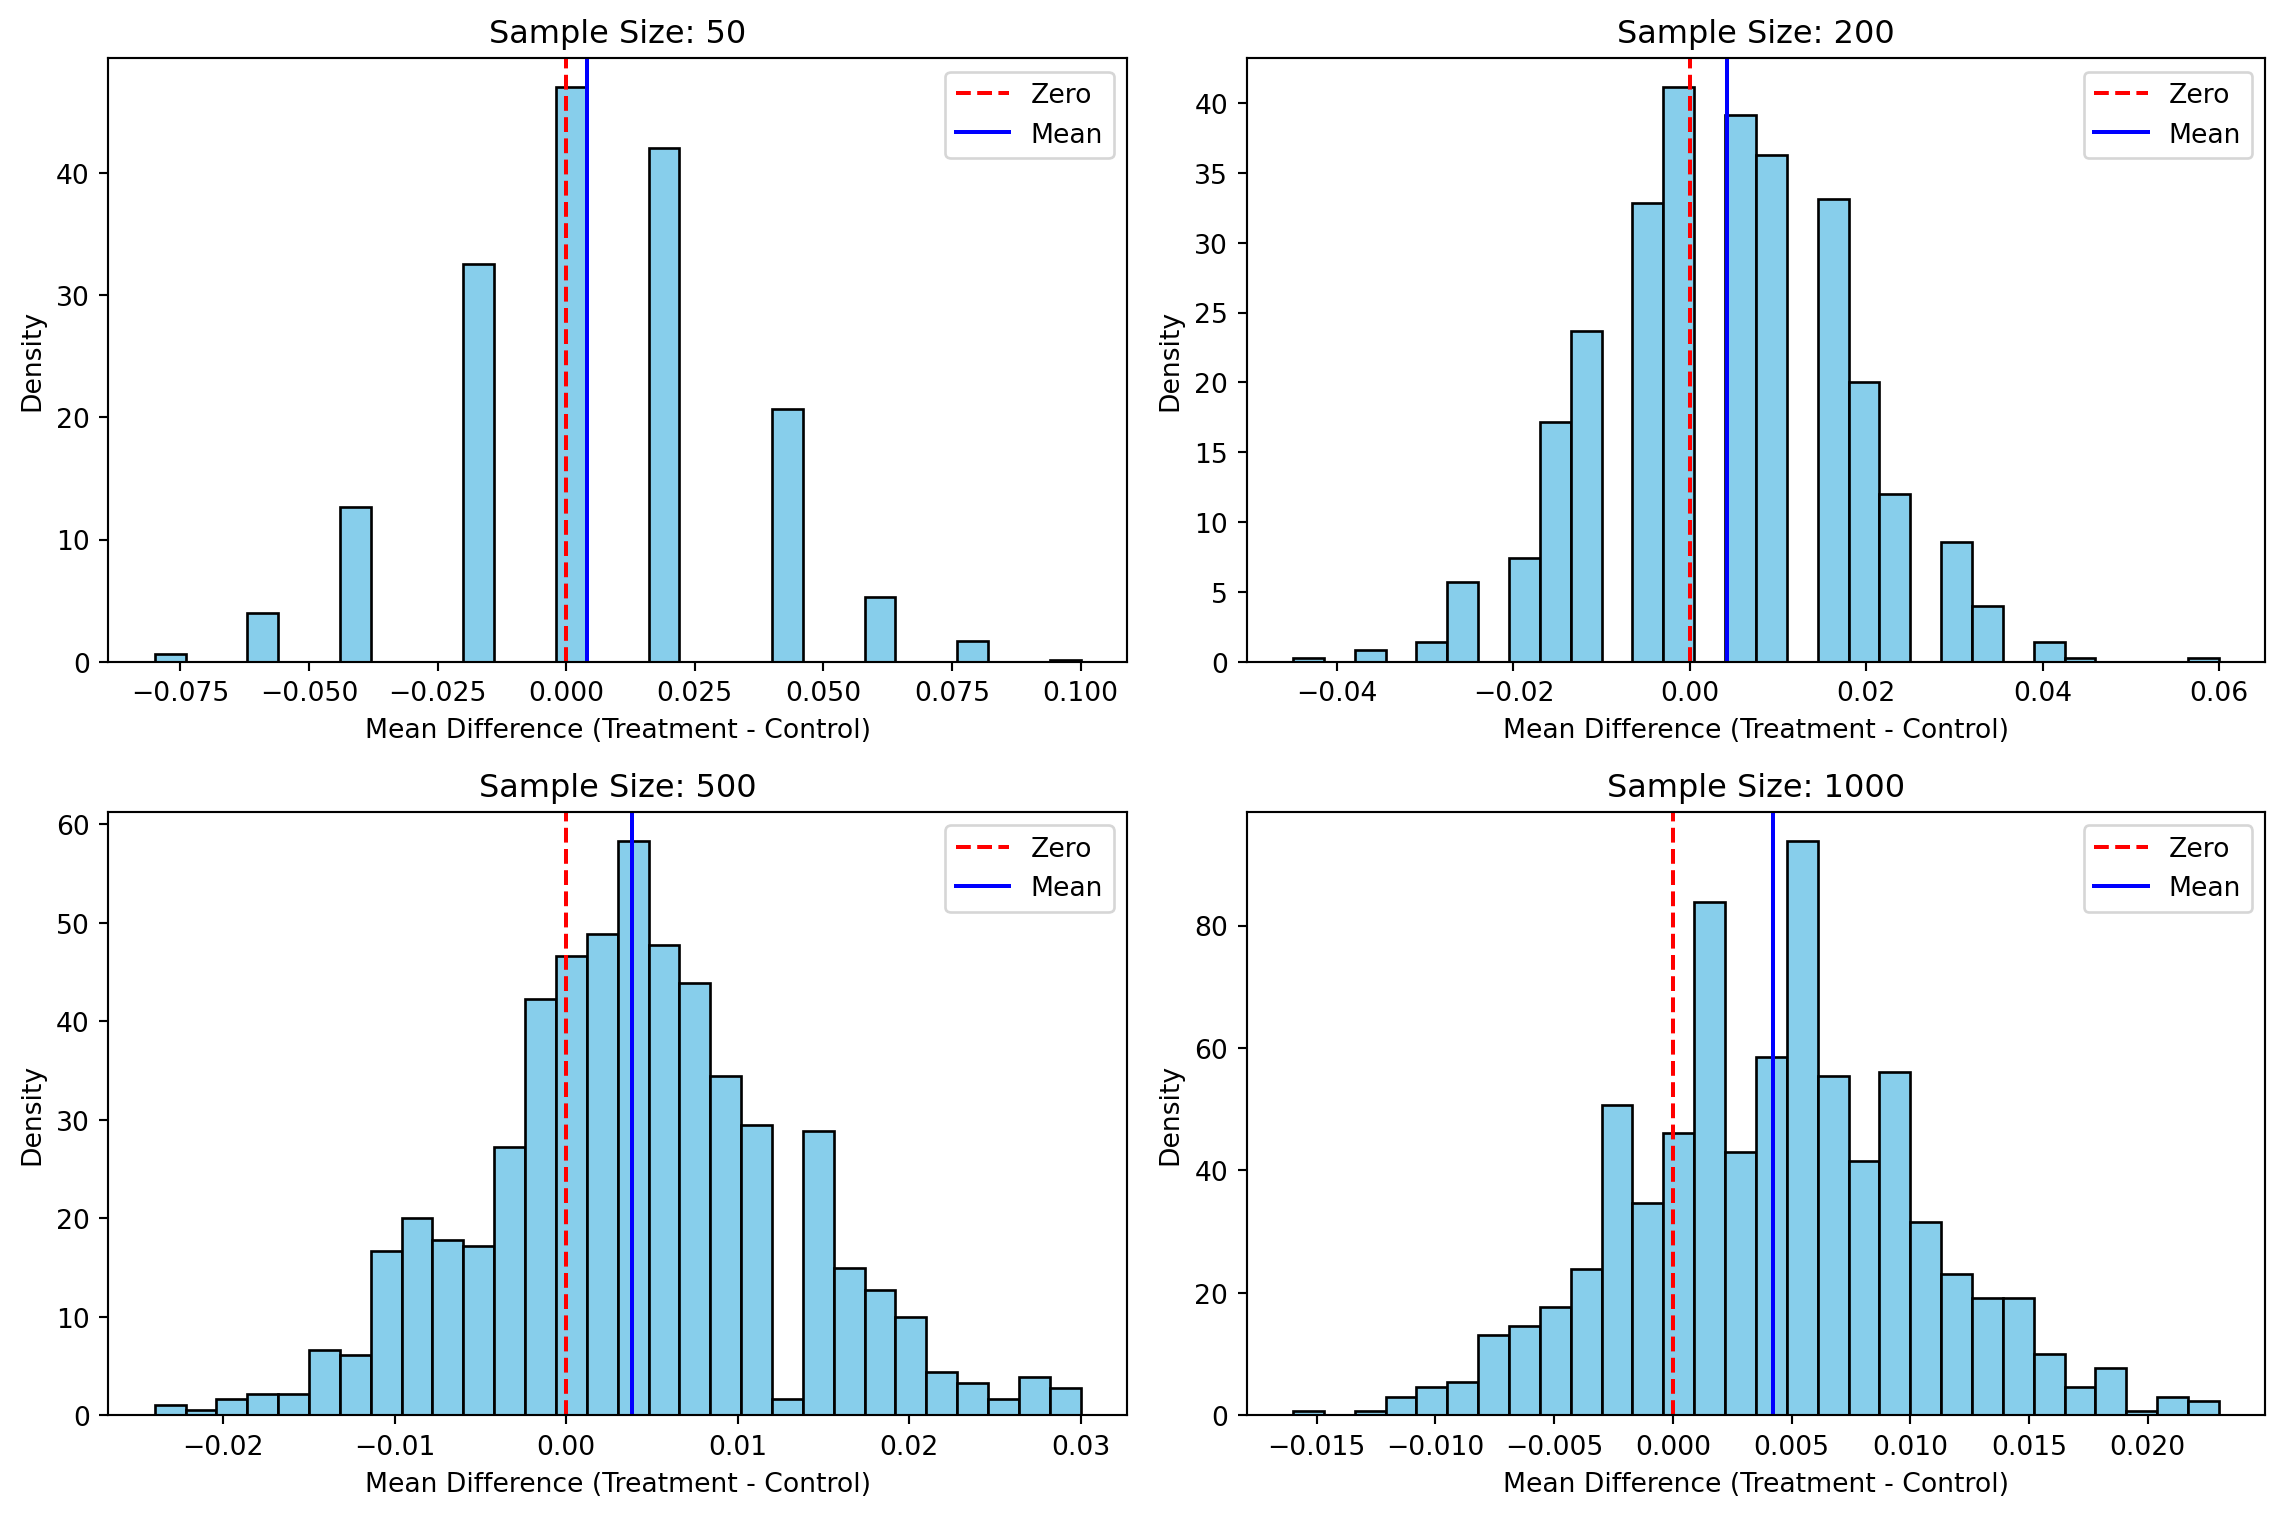 Sample Size: 50
Zero
Mean
Density
40
30
20
10
0
−0.075 −0.050 −0.025 0.000 0.025 0.050 0.075 0.100
Mean Difference (Treatment - Control)
Sample Size: 200
Zero
Mean
Density
40
35
30
25
20
15
10
5
0
−0.04 −0.02 0.00 0.02 0.04 0.06
Mean Difference (Treatment - Control)
Sample Size: 500
Zero
Mean
Density
60
50
40
30
20
10
0
−0.02 −0.01 0.00 0.01 0.02 0.03
Mean Difference (Treatment - Control)
Sample Size: 1000
Zero
Mean
Density
80
60
40
20
0
−0.015 −0.010 −0.005 0.000 0.005 0.010 0.015 0.020
Mean Difference (Treatment - Control)